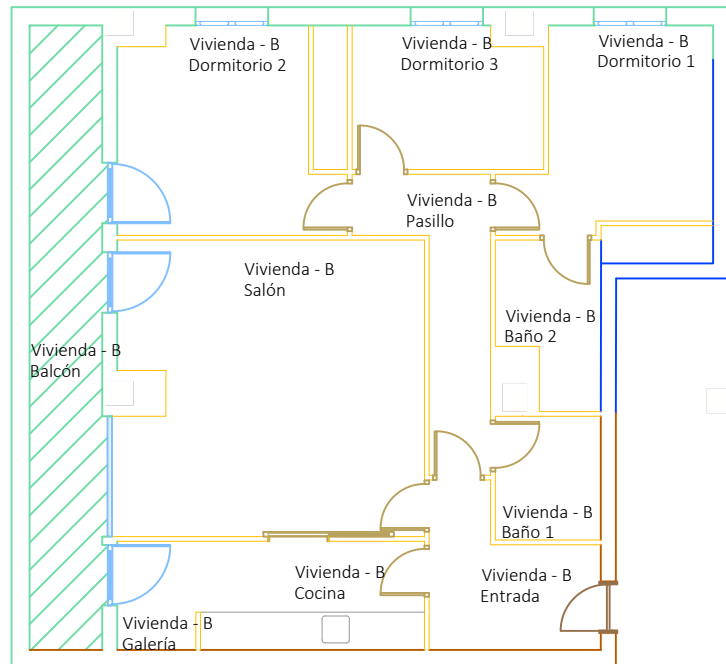 Vivienda - B
Dormitorio 2
Vivienda - B
Dormitorio 3
Vivienda - B
Dormitorio 1
Vivienda - B
Pasillo
Vivienda - B
Salón
Vivienda - B
Baño 2
Vivienda - B
Balcón
Vivienda - B
Baño 1
Vivienda - B
Cocina
Vivienda - B
Entrada
Vivienda - B
Galería